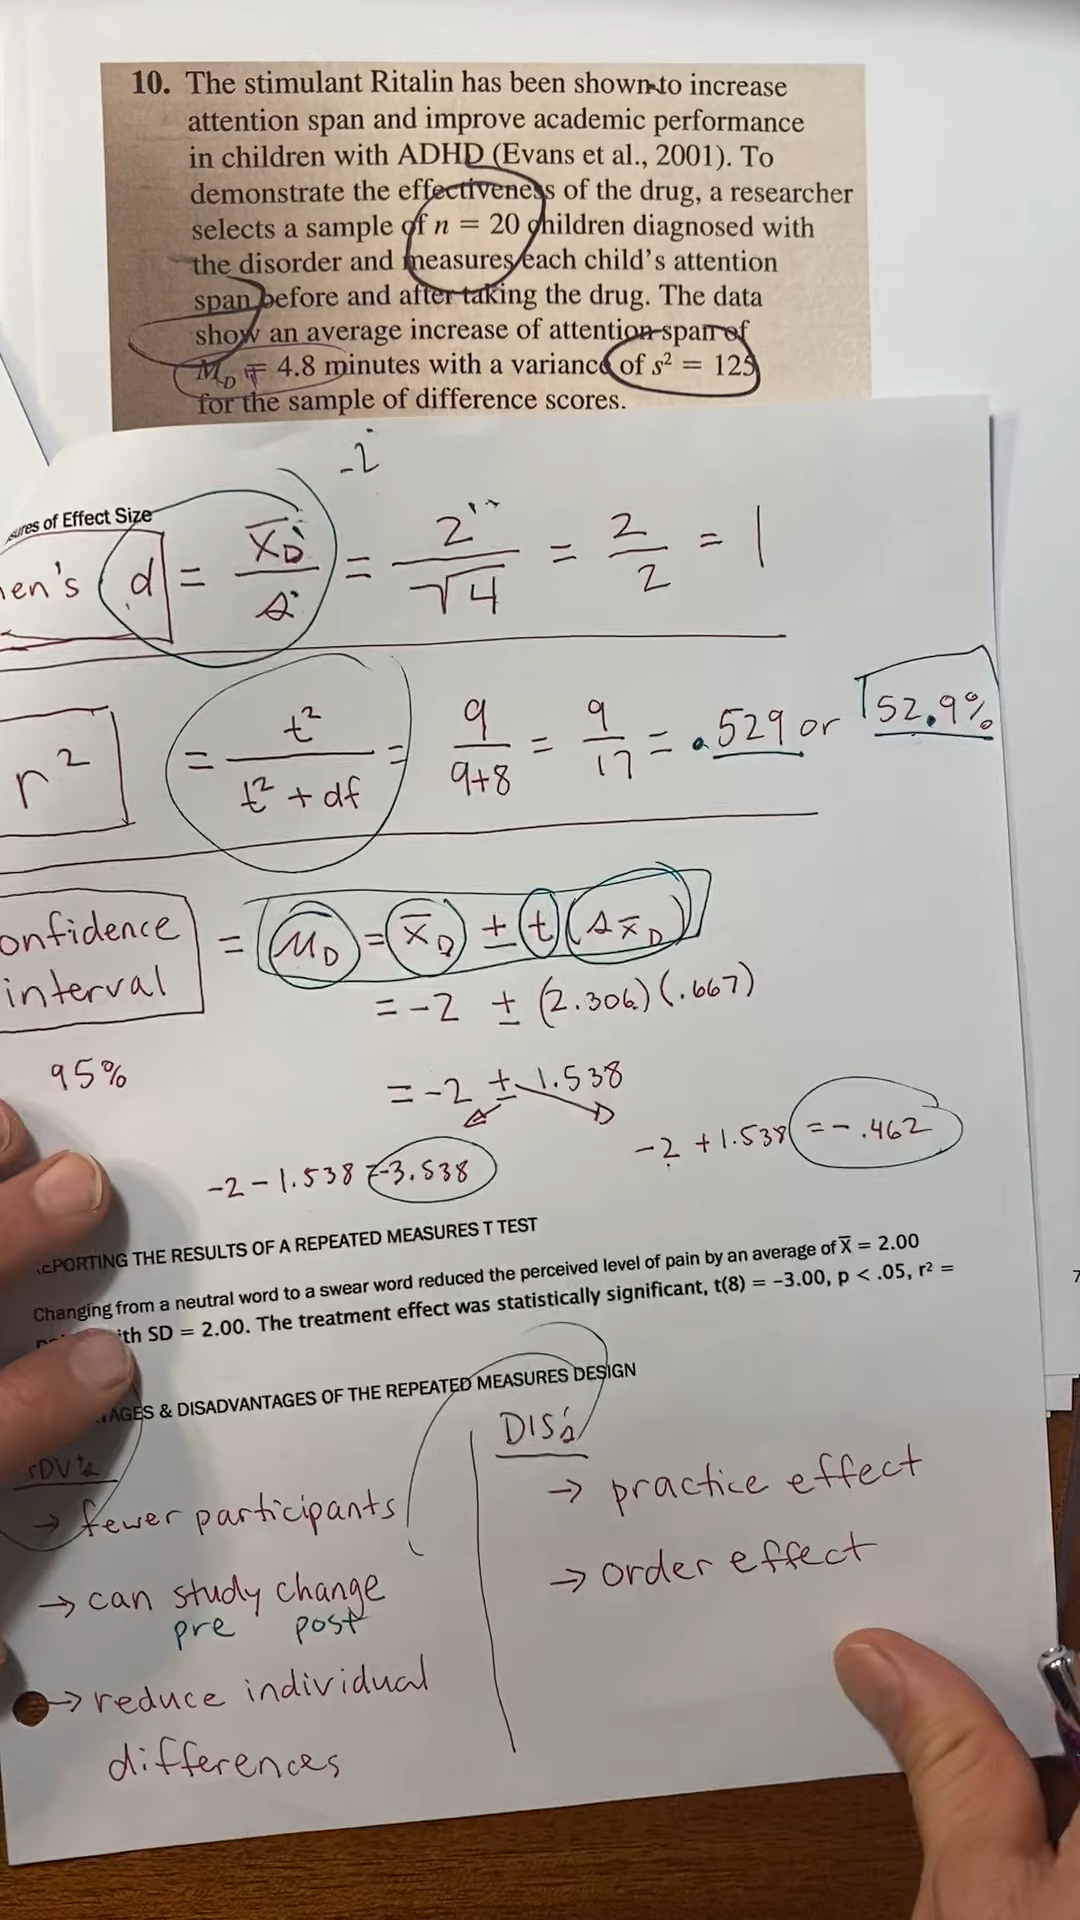 10. The stimulant Ritalin has been shown to increase
attention span and improve academic performance
in children with ADHD (Evans et al., 2001). To
demonstrate the effectiveness of the drug, a researcher
selects a sample of n = 20 children diagnosed with
the disorder and measures each child's attention
span before and after taking the drug. The data
show an average increase of attention span of
M_D = 4.8 minutes with a variance of s² = 125
for the sample of difference scores.
-2
ures of Effect Size
en's d = X̄_D / s = 2 / √4 = 2/2 = 1
r² = t² / (t² + df) = 9/(9+8) = 9/17 = .529 or 52.9%
onfidence interval = μ_D = X̄_D ± t (s_X̄_D)
= -2 ± (2.306)(.667)
95%
= -2 ± 1.538
-2 + 1.538 = -.462
-2 - 1.538 = -3.538
PORTING THE RESULTS OF A REPEATED MEASURES T TEST
Changing from a neutral word to a swear word reduced the perceived level of pain by an average of X̄ = 2.00
ith SD = 2.00. The treatment effect was statistically significant, t(8) = -3.00, p < .05, r² =
AGES & DISADVANTAGES OF THE REPEATED MEASURES DESIGN
DIS's
→ fewer participants
→ can study change
pre post
→ reduce individual
differences
→ practice effect
→ order effect
7